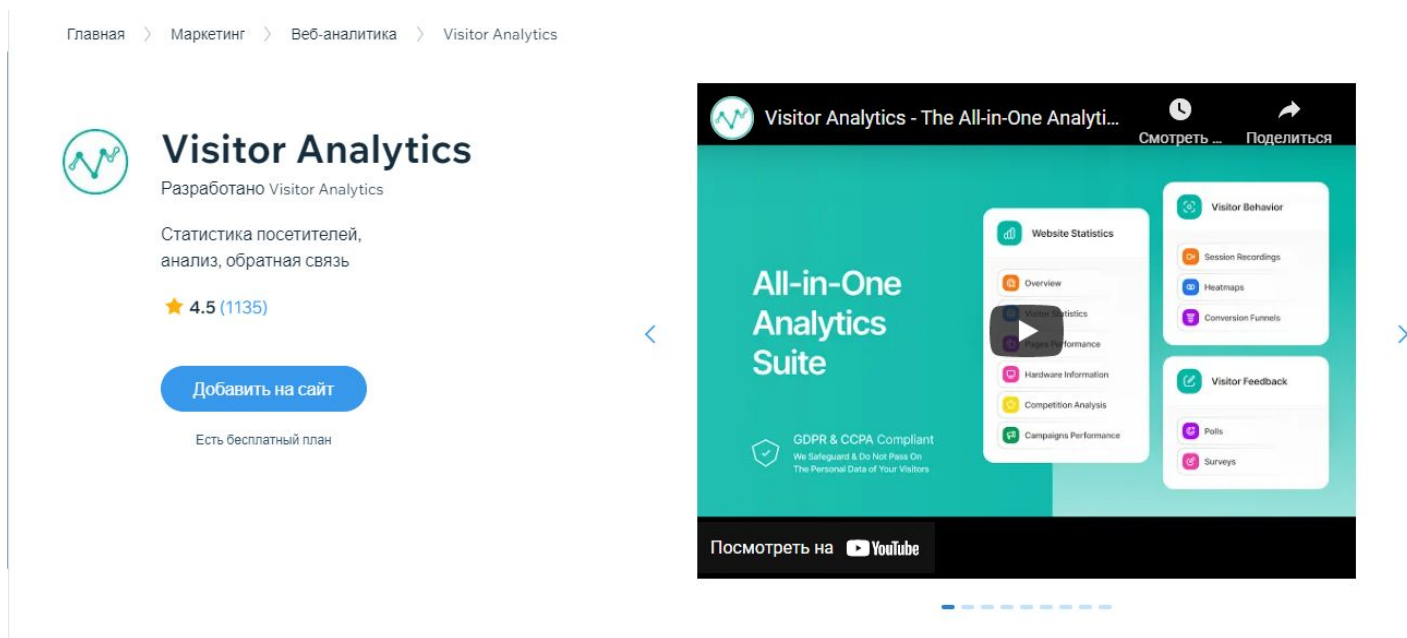 Главная > Маркетинг > Веб-аналитика > Visitor Analytics
Visitor Analytics
Разработано Visitor Analytics
Статистика посетителей,
анализ, обратная связь
4.5 (1135)
Добавить на сайт
Есть бесплатный план
Visitor Analytics - The All-in-One Analyti...
Смотреть ...
Поделиться
All-in-One
Analytics
Suite
GDPR & CCPA Compliant
We Safeguard & Do Not Pass On
The Personal Data of Your Visitors
Website Statistics
Overview
Visitor Statistics
Pages Performance
Hardware Information
Competition Analysis
Campaigns Performance
Visitor Behavior
Session Recordings
Heatmaps
Conversion Funnels
Visitor Feedback
Polls
Surveys
Посмотреть на YouTube